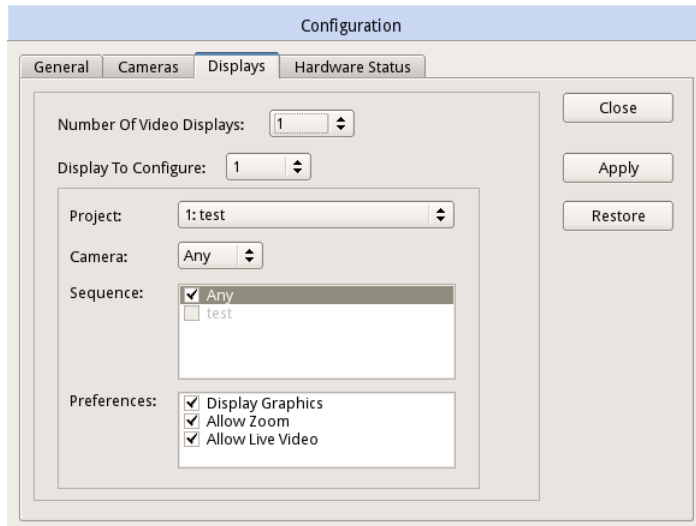 Configuration
General Cameras Displays Hardware Status
Number Of Video Displays: 1
Close
Display To Configure: 1
Apply
Project: 1: test
Restore
Camera: Any
Sequence: Any
test
Preferences: Display Graphics
Allow Zoom
Allow Live Video